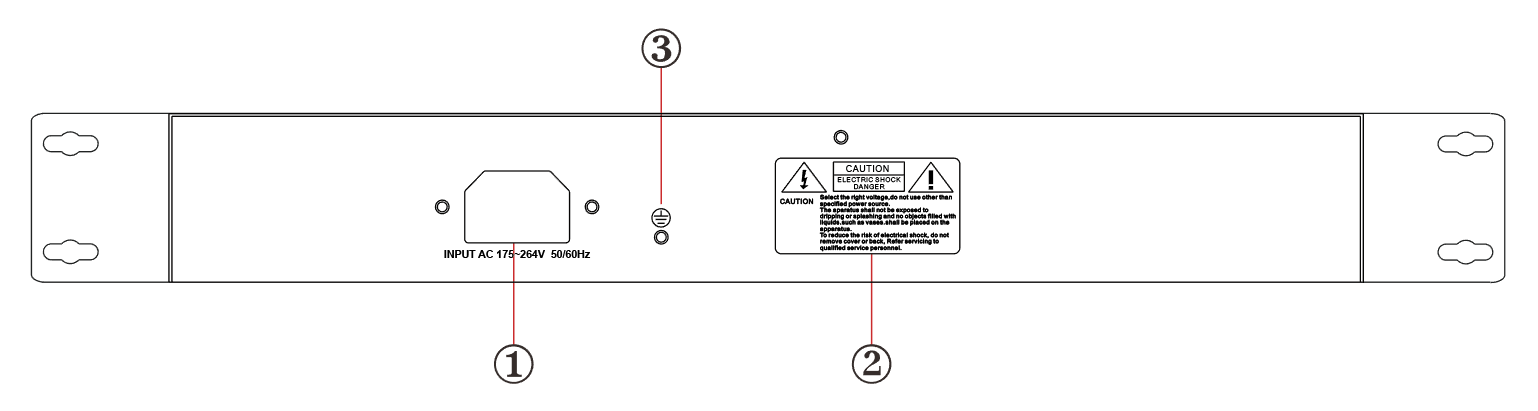 ③
CAUTION
ELECTRIC SHOCK
DANGER
CAUTION
Select the right voltage,do not use other than
specified power source.
The apparatus shall not be exposed to
dripping or splashing and no objects filled with
liquids.such as vases.shall be placed on the
apparatus.
To reduce the risk of electrical shock, do not
remove cover or back, Refer servicing to
qualified service personnel.
INPUT AC 175~264V 50/60Hz
①
②